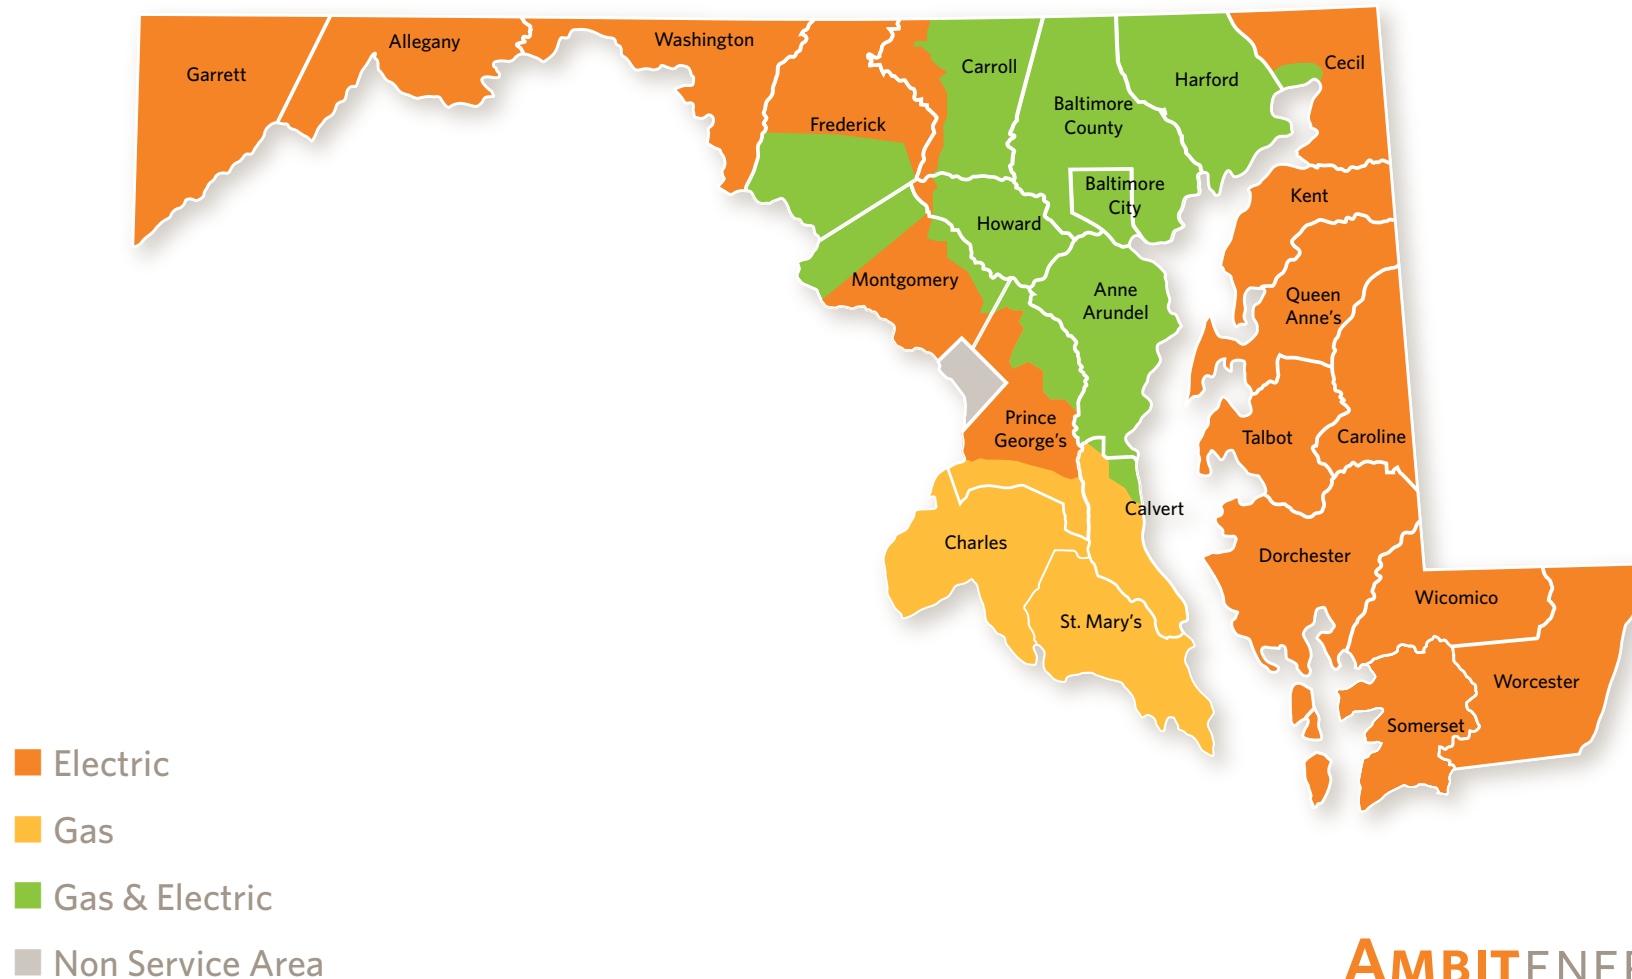 Garrett
Allegany
Washington
Frederick
Carroll
Baltimore
County
Harford
Cecil
Baltimore
City
Howard
Kent
Montgomery
Anne
Arundel
Queen
Anne's
Prince
George's
Talbot
Caroline
Calvert
Charles
Dorchester
St. Mary's
Wicomico
Worcester
Somerset
Electric
Gas
Gas & Electric
Non Service Area
AMBITENER